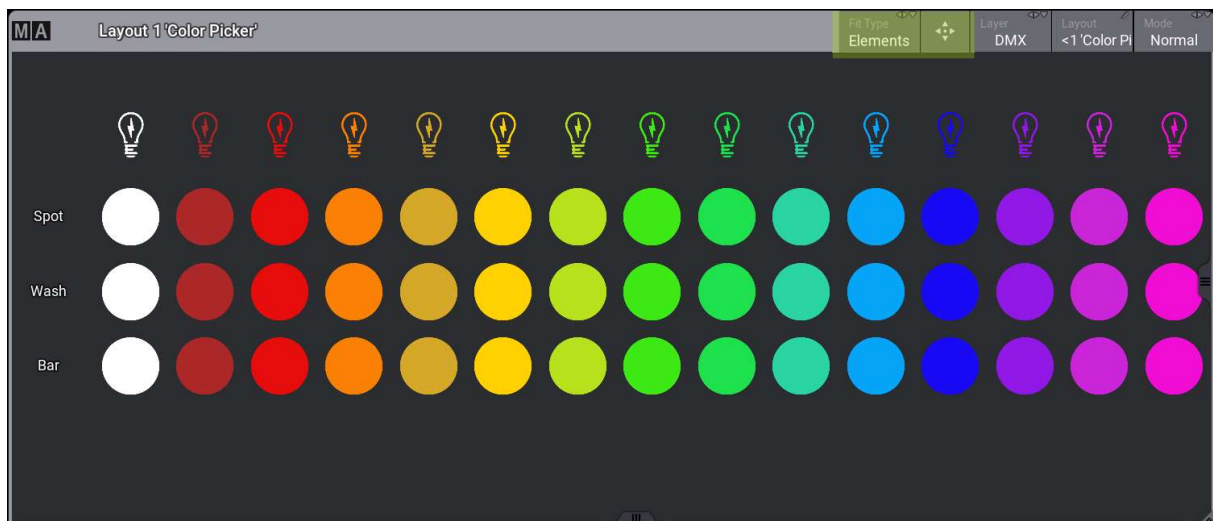 MA Layout 1 'Color Picker' Fit Type Layer Layout Mode
Elements DMX <1 'Color Pi Normal
Spot
Wash
Bar